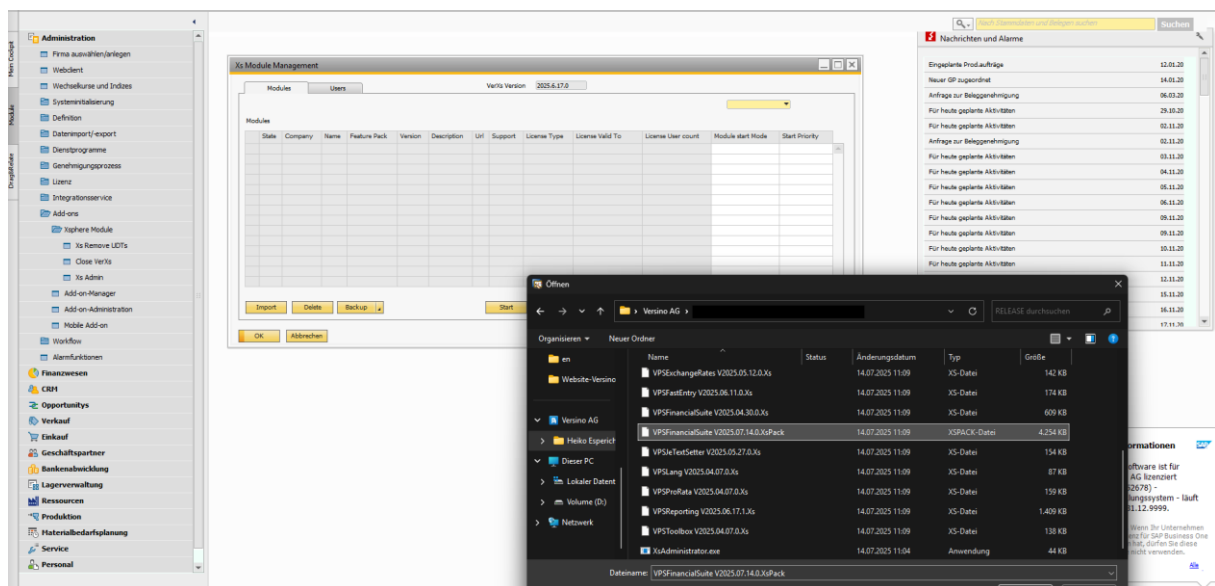 Nach Stammdaten und Belegen suchen
Suchen
Mein Cockpit
Module
Drag&Relate
Administration
Firma auswählen/anlegen
Webclient
Wechselkurse und Indizes
Systeminitialisierung
Definition
Datenimport/-export
Dienstprogramme
Genehmigungsprozess
Lizenz
Integrationsservice
Add-ons
Xsphere Module
Xs Remove UDTs
Close VerXs
Xs Admin
Add-on-Manager
Add-on-Administration
Mobile Add-on
Workflow
Alarmfunktionen
Finanzwesen
CRM
Opportunitys
Verkauf
Einkauf
Geschäftspartner
Bankenabwicklung
Lagerverwaltung
Ressourcen
Produktion
Materialbedarfsplanung
Service
Personal
Xs Module Management
Modules
Users
VerXs Version 2025.6.17.0
Modules
State Company Name Feature Pack Version Description Url Support License Type License Valid To License User count Module start Mode Start Priority
Import Delete Backup Start
OK Abbrechen
Nachrichten und Alarme
Eingeplante Prod.aufträge 12.01.20
Neuer GP zugeordnet 14.01.20
Anfrage zur Beleggenehmigung 06.03.20
Für heute geplante Aktivitäten 29.10.20
Für heute geplante Aktivitäten 02.11.20
Anfrage zur Beleggenehmigung 02.11.20
Für heute geplante Aktivitäten 03.11.20
Für heute geplante Aktivitäten 04.11.20
Für heute geplante Aktivitäten 05.11.20
Für heute geplante Aktivitäten 06.11.20
Für heute geplante Aktivitäten 09.11.20
Für heute geplante Aktivitäten 09.11.20
Für heute geplante Aktivitäten 10.11.20
Für heute geplante Aktivitäten 11.11.20
12.11.20
15.11.20
16.11.20
17.11.20
Öffnen
Versino AG
RELEASE durchsuchen
Organisieren
Neuer Ordner
en
Website-Versino
Versino AG
Heiko Esperich
Dieser PC
Lokaler Datent
Volume (D:)
Netzwerk
Name Status Änderungsdatum Typ Größe
VPSExchangeRates V2025.05.12.0.Xs 14.07.2025 11:09 XS-Datei 142 KB
VPSFastEntry V2025.06.11.0.Xs 14.07.2025 11:09 XS-Datei 174 KB
VPSFinancialSuite V2025.04.30.0.Xs 14.07.2025 11:09 XS-Datei 609 KB
VPSFinancialSuite V2025.07.14.0.XsPack 14.07.2025 11:09 XSPACK-Datei 4.254 KB
VPSJeTextSetter V2025.05.27.0.Xs 14.07.2025 11:09 XS-Datei 154 KB
VPSLang V2025.04.07.0.Xs 14.07.2025 11:09 XS-Datei 87 KB
VPSProRata V2025.04.07.0.Xs 14.07.2025 11:09 XS-Datei 159 KB
VPSReporting V2025.06.17.1.Xs 14.07.2025 11:09 XS-Datei 1.409 KB
VPSToolbox V2025.04.07.0.Xs 14.07.2025 11:09 XS-Datei 138 KB
XsAdministrator.exe 14.07.2025 11:04 Anwendung 44 KB
Dateiname: VPSFinancialSuite V2025.07.14.0.XsPack
ormationen
oftware ist für
AG lizenziert
52678) -
lungssystem - läuft
31.12.9999.
Wenn Ihr Unternehmen
nz für SAP Business One
hat, dürfen Sie diese
nicht verwenden.
Alle